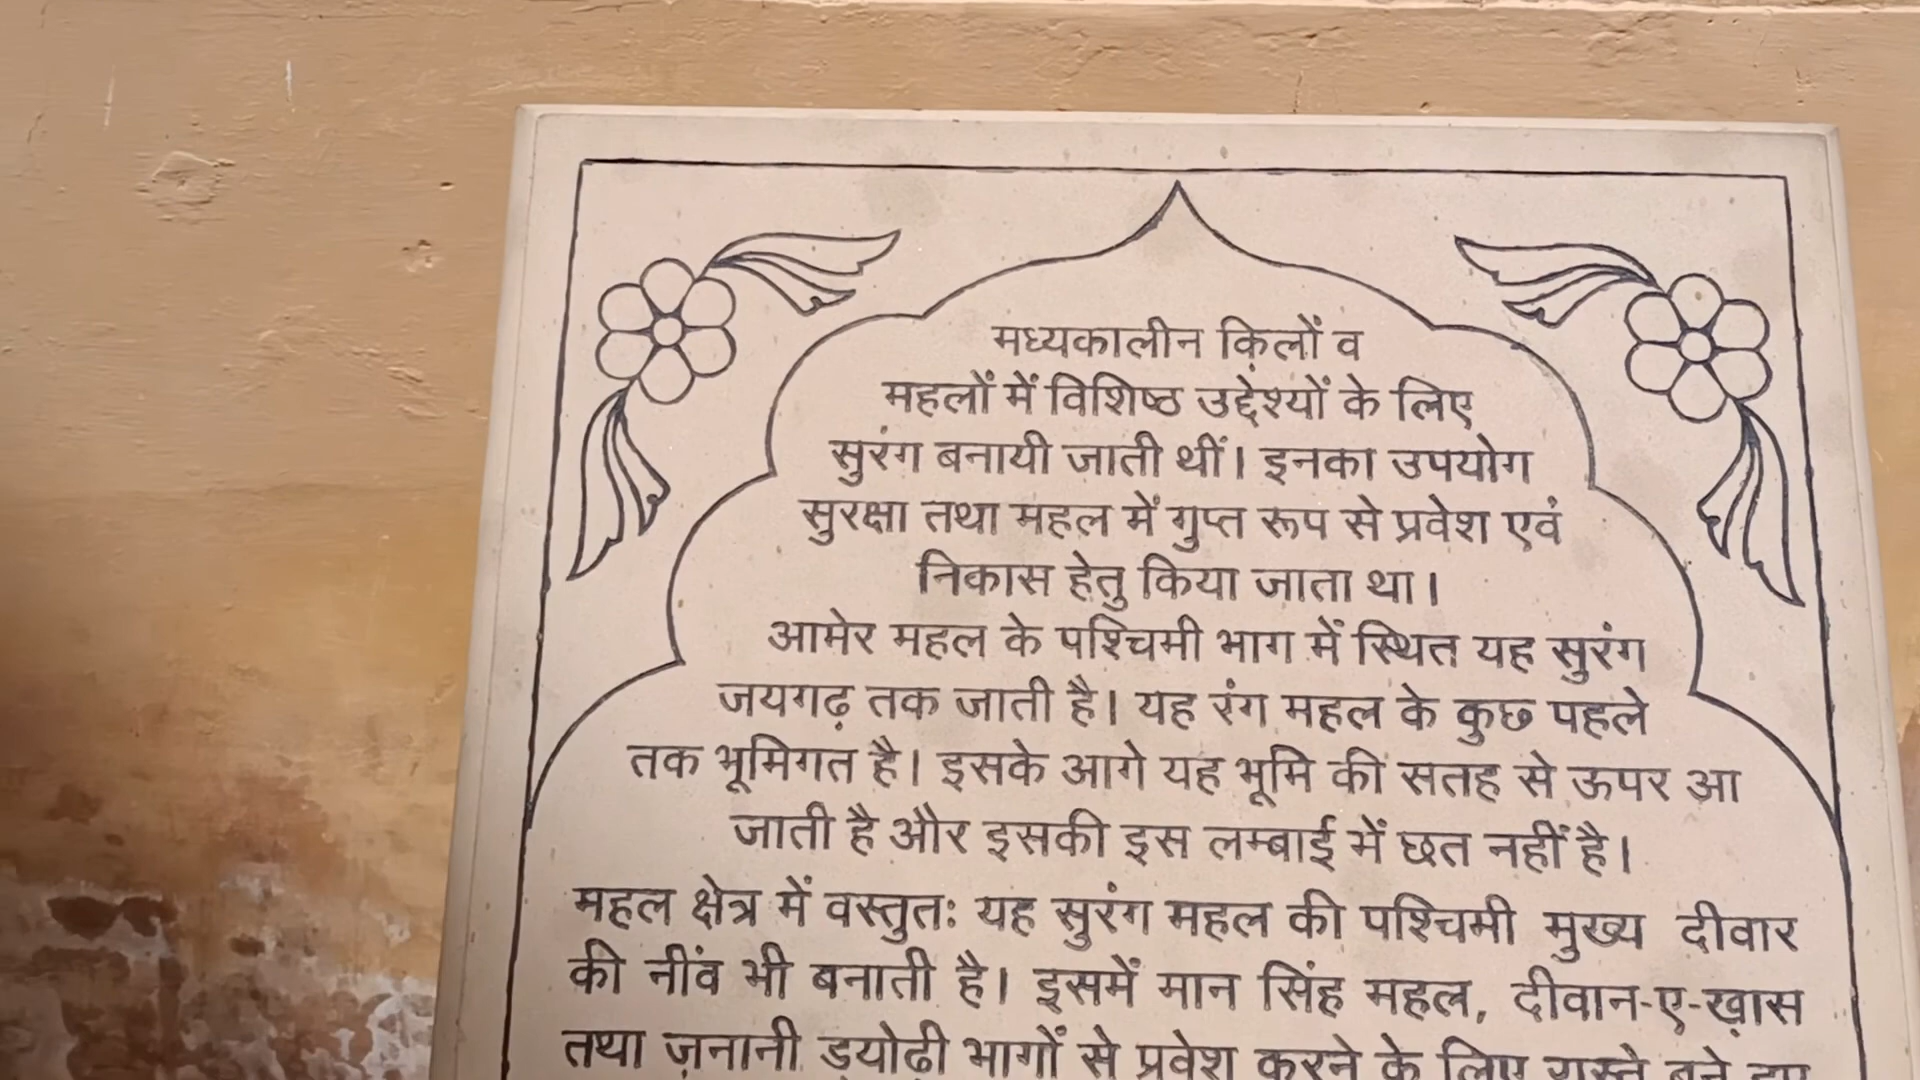 मध्यकालीन क़िलों व
महलों में विशिष्ठ उद्देश्यों के लिए
सुरंग बनायी जाती थीं। इनका उपयोग
सुरक्षा तथा महल में गुप्त रूप से प्रवेश एवं
निकास हेतु किया जाता था।
आमेर महल के पश्चिमी भाग में स्थित यह सुरंग
जयगढ़ तक जाती है। यह रंग महल के कुछ पहले
तक भूमिगत है। इसके आगे यह भूमि की सतह से ऊपर आ
जाती है और इसकी इस लम्बाई में छत नहीं है।
महल क्षेत्र में वस्तुतः यह सुरंग महल की पश्चिमी मुख्य दीवार
की नींव भी बनाती है। इसमें मान सिंह महल, दीवान-ए-ख़ास
तथा ज़नानी ड्योढ़ी भागों से प्रवेश करने के लिए रास्ते बने